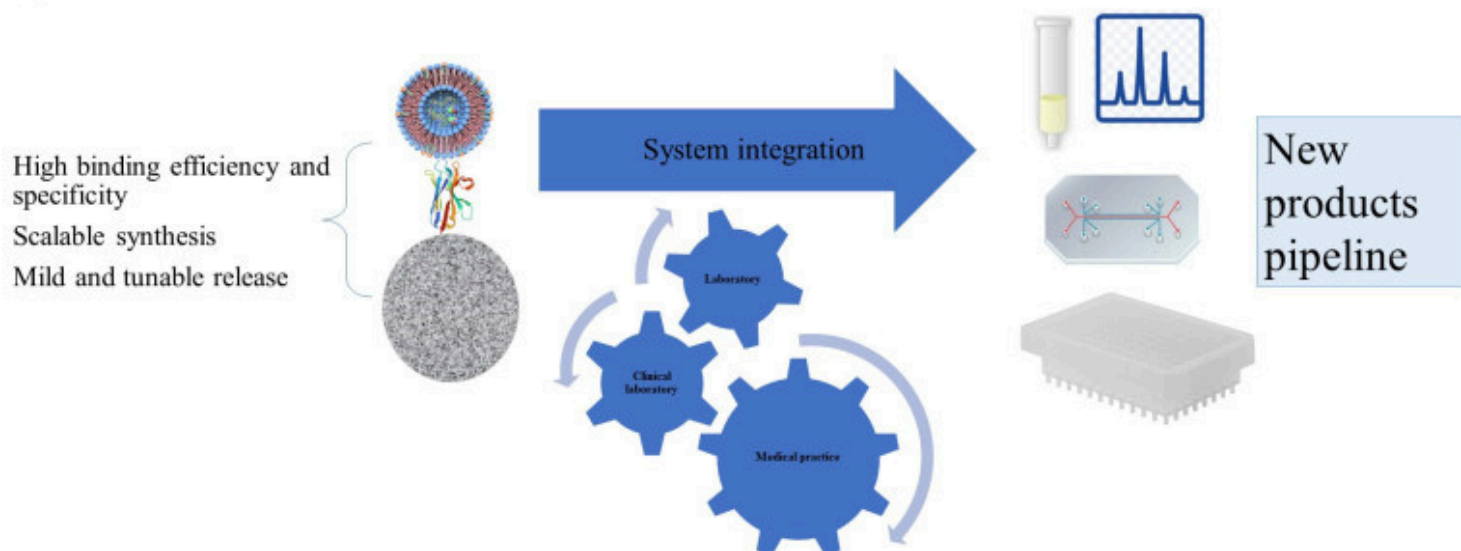 High binding efficiency and
specificity
Scalable synthesis
Mild and tunable release
System integration
Laboratory
Clinical
laboratory
Medical practice
New
products
pipeline